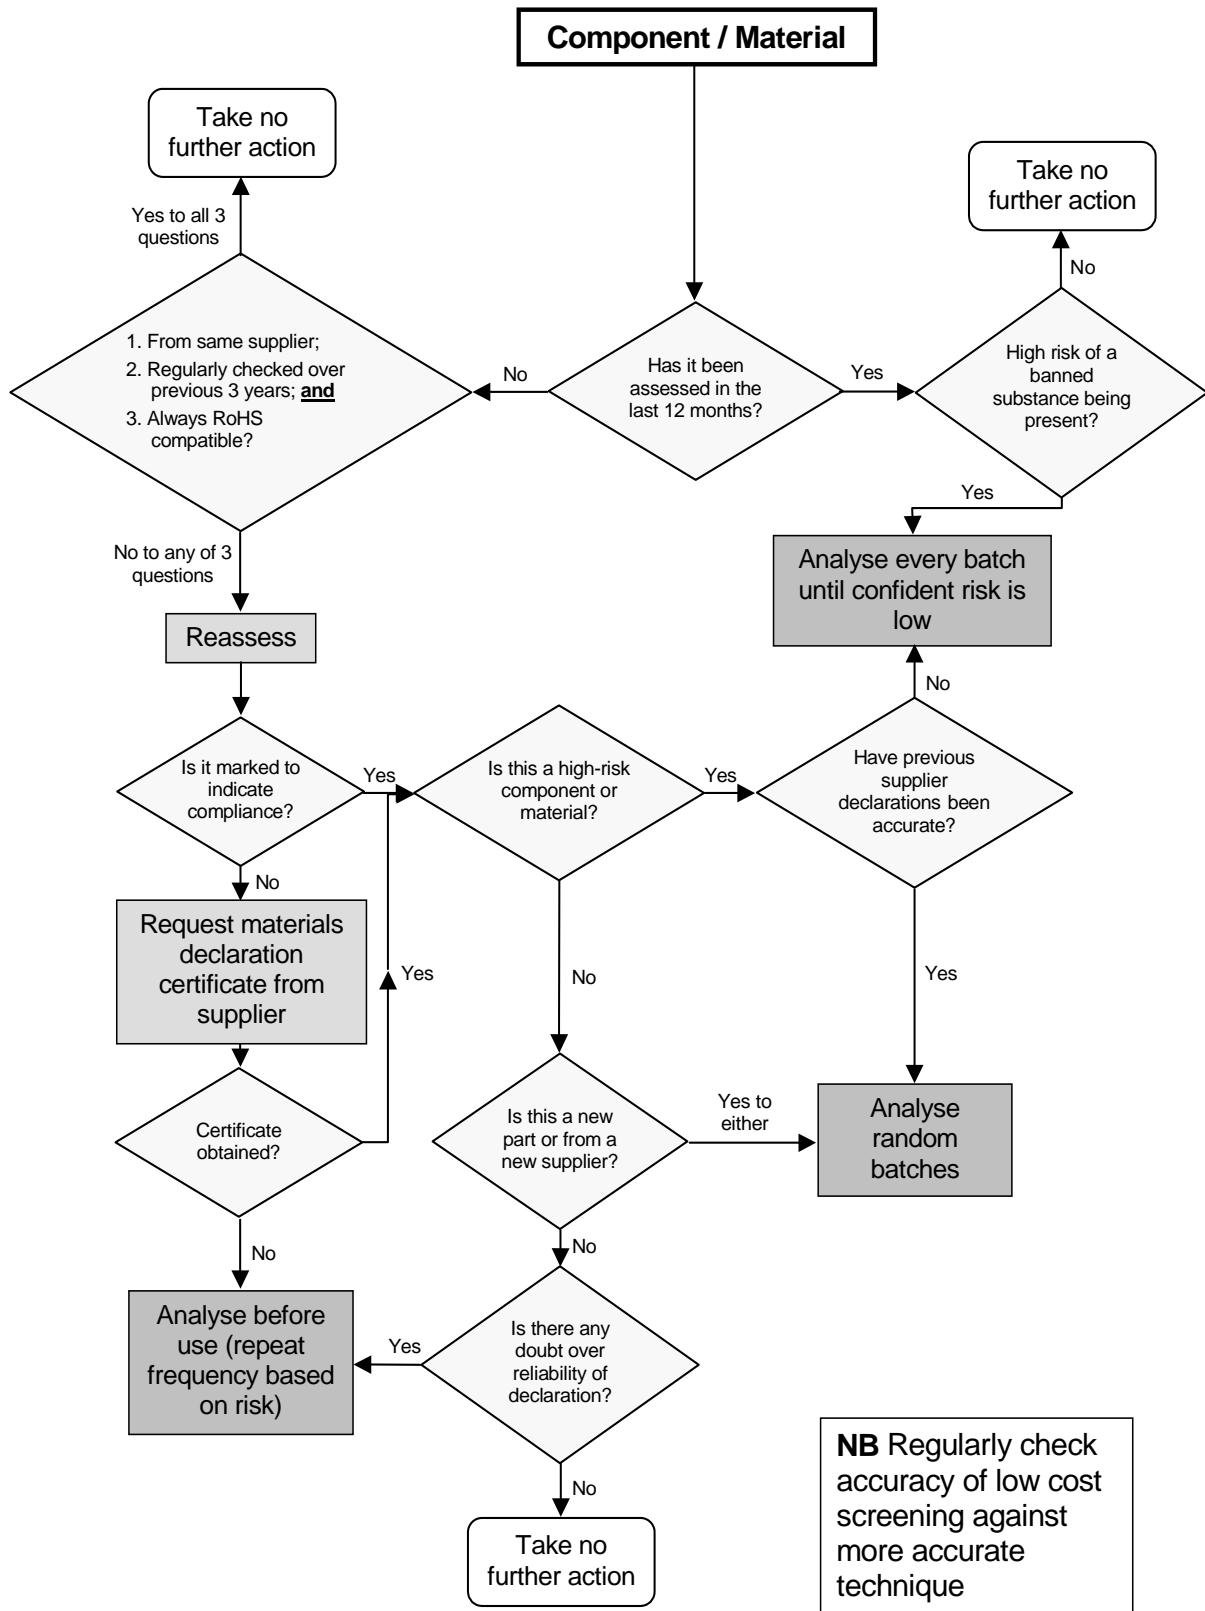 Component / Material
Take no
further action
Take no
further action
Yes to all 3
questions
No
1. From same supplier;
2. Regularly checked over
previous 3 years; and
3. Always RoHS
compatible?
No
Has it been
assessed in the
last 12 months?
Yes
High risk of a
banned
substance being
present?
Yes
No to any of 3
questions
Analyse every batch
until confident risk is
low
Reassess
No
Is it marked to
indicate
compliance?
Yes
Is this a high-risk
component or
material?
Yes
Have previous
supplier
declarations been
accurate?
No
Request materials
declaration
certificate from
supplier
Yes
No
Yes
Certificate
obtained?
Is this a new
part or from a
new supplier?
Yes to
either
Analyse
random
batches
No
No
Analyse before
use (repeat
frequency based
on risk)
Yes
Is there any
doubt over
reliability of
declaration?
No
Take no
further action
NB Regularly check
accuracy of low cost
screening against
more accurate
technique